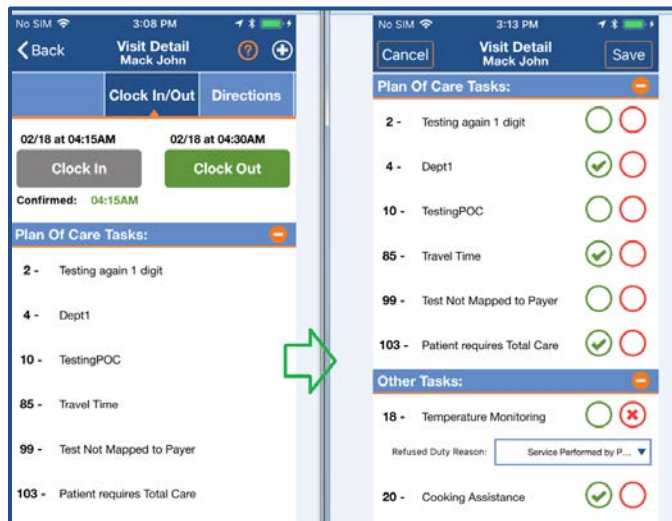 No SIM 3:08 PM
Back Visit Detail
Mack John
Clock In/Out Directions
02/18 at 04:15AM 02/18 at 04:30AM
Clock In Clock Out
Confirmed: 04:15AM
Plan Of Care Tasks:
2 - Testing again 1 digit
4 - Dept1
10 - TestingPOC
85 - Travel Time
99 - Test Not Mapped to Payer
103 - Patient requires Total Care
No SIM 3:13 PM
Cancel Visit Detail Save
Mack John
Plan Of Care Tasks:
2 - Testing again 1 digit
4 - Dept1
10 - TestingPOC
85 - Travel Time
99 - Test Not Mapped to Payer
103 - Patient requires Total Care
Other Tasks:
18 - Temperature Monitoring
Refused Duty Reason: Service Performed by P...
20 - Cooking Assistance